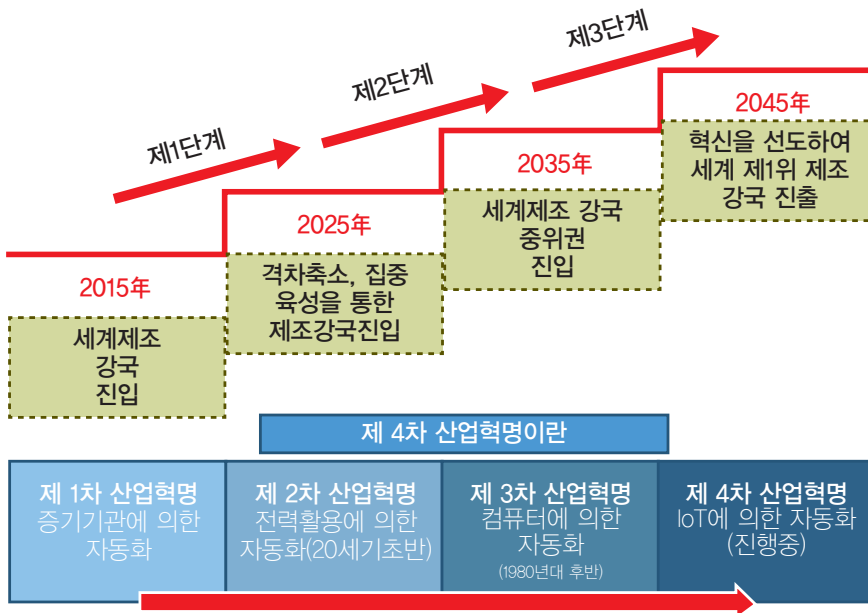 제1단계
제2단계
제3단계
2015年
세계제조
강국
진입
2025年
격차축소, 집중
육성을 통한
제조강국진입
2035年
세계제조 강국
중위권
진입
2045年
혁신을 선도하여
세계 제1위 제조
강국 진출
제 4차 산업혁명이란
제 1차 산업혁명
증기기관에 의한
자동화
제 2차 산업혁명
전력활용에 의한
자동화(20세기초반)
제 3차 산업혁명
컴퓨터에 의한
자동화
(1980년대 후반)
제 4차 산업혁명
IoT에 의한 자동화
(진행중)